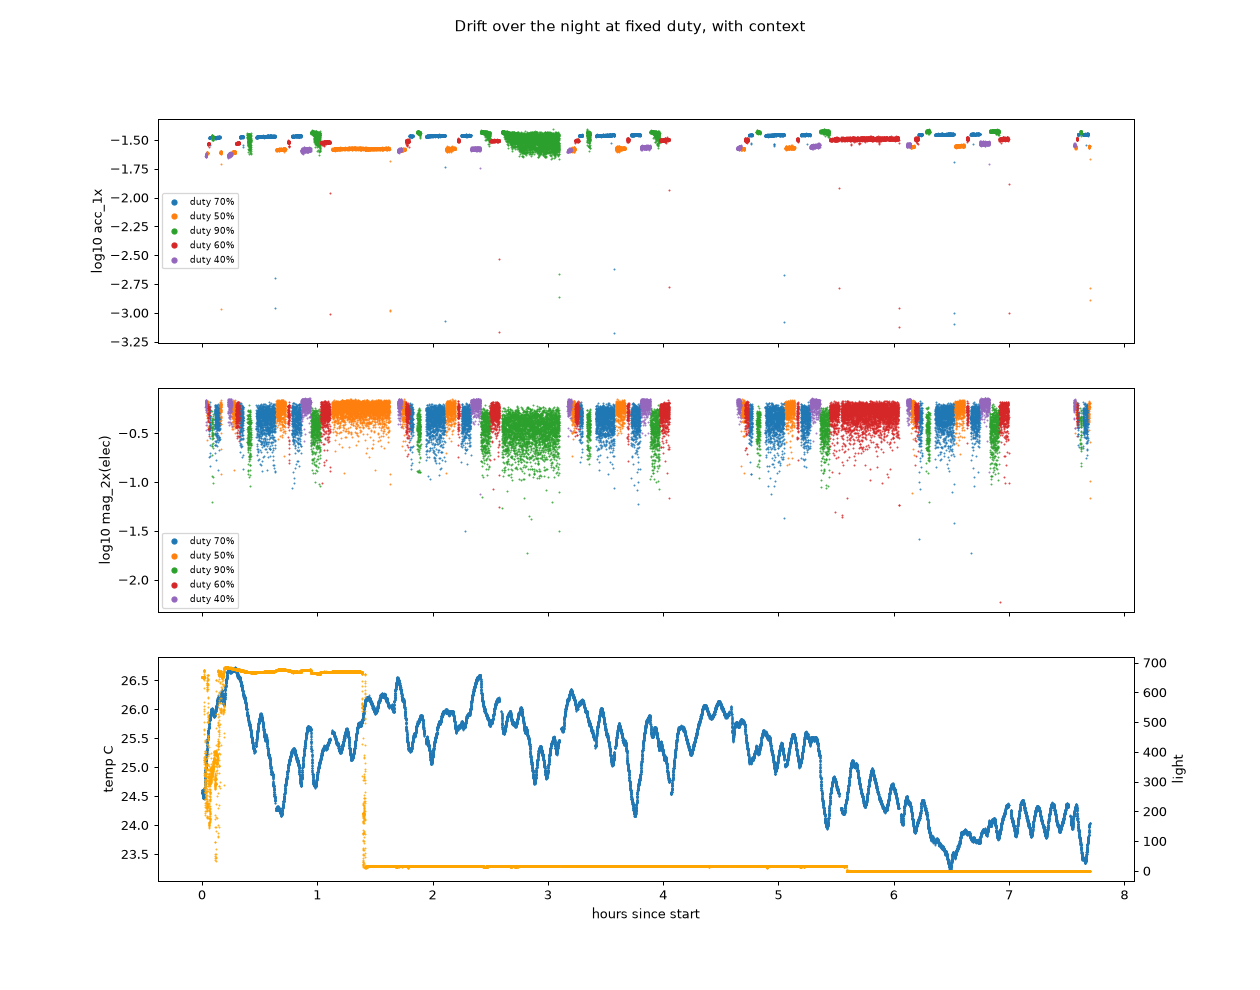 Drift over the night at fixed duty, with context
log10 acc_1x
−1.50
−1.75
−2.00
−2.25
−2.50
−2.75
−3.00
−3.25
duty 70%
duty 50%
duty 90%
duty 60%
duty 40%
log10 mag_2x(elec)
−0.5
−1.0
−1.5
−2.0
duty 70%
duty 50%
duty 90%
duty 60%
duty 40%
temp C
26.5
26.0
25.5
25.0
24.5
24.0
23.5
700
600
500
400
300
200
100
0
light
0 1 2 3 4 5 6 7 8
hours since start